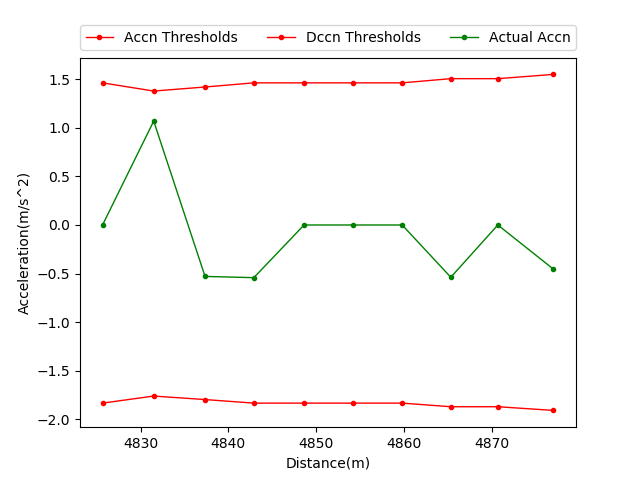 Accn Thresholds Dccn Thresholds Actual Accn
1.5
1.0
0.5
0.0
−0.5
−1.0
−1.5
−2.0
Acceleration(m/s^2)
4830 4840 4850 4860 4870
Distance(m)